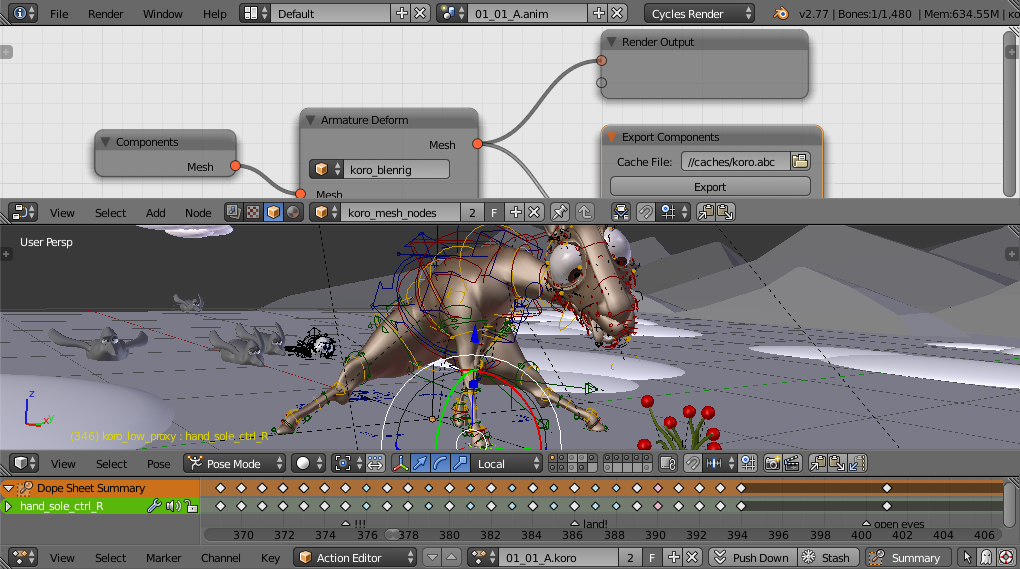 File Render Window Help Default 01_01_A.anim Cycles Render v2.77 | Bones:1/1,480 | Mem:634.55M |
Render Output
Components
Mesh
Armature Deform
Mesh
koro_blenrig
Mesh
Export Components
Cache File: //caches/koro.abc
Export
View Select Add Node koro_mesh_nodes 2 F
User Persp
z
x y
(346) koro_low_proxy : hand_sole_ctrl_R
View Select Pose Pose Mode Local
Dope Sheet Summary
hand_sole_ctrl_R
!!! land! open eyes
370 372 374 376 378 380 382 384 386 388 390 392 394 396 398 400 402 404 406
View Select Marker Channel Key Action Editor 01_01_A.koro 2 F Push Down Stash Summary